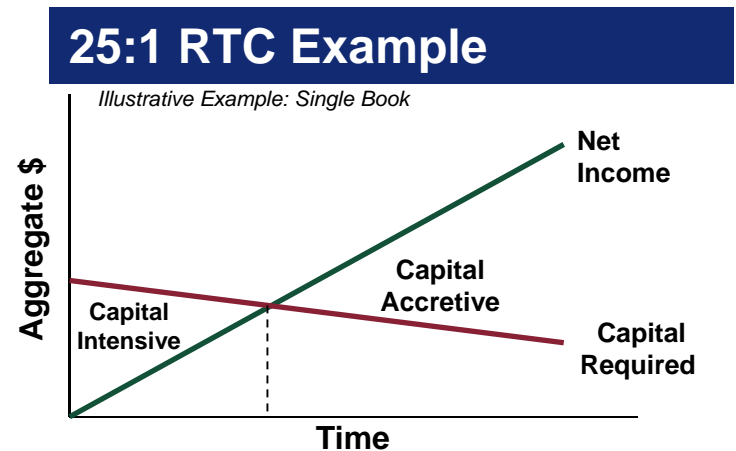 25:1 RTC Example
Illustrative Example: Single Book
Aggregate $
Net
Income
Capital
Accretive
Capital
Intensive
Capital
Required
Time